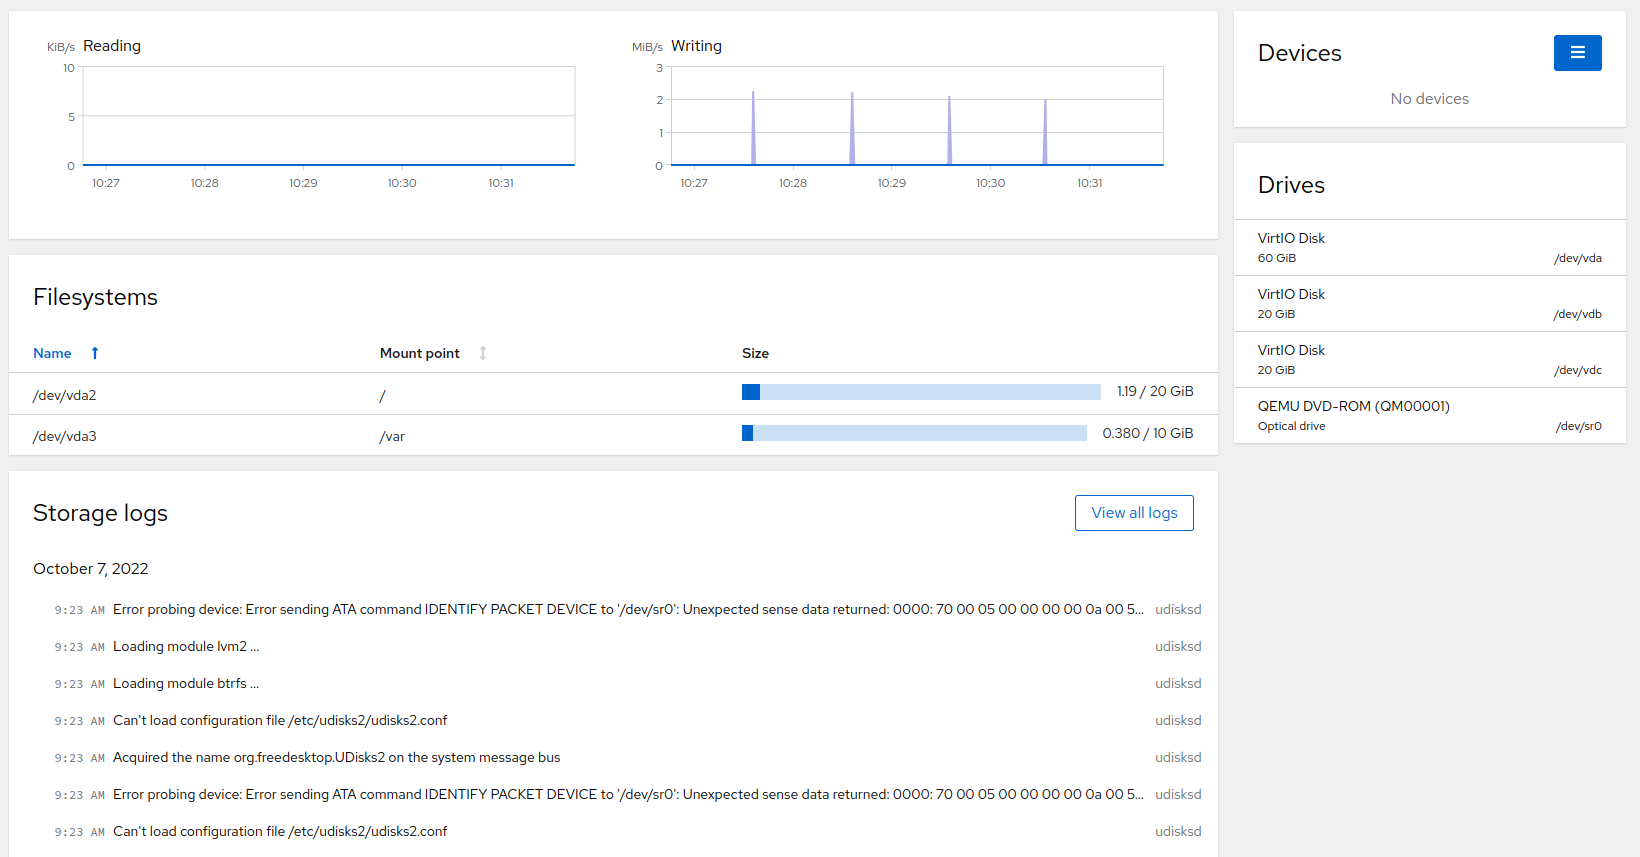 KiB/s Reading
10
5
0
10:27 10:28 10:29 10:30 10:31
MiB/s Writing
3
2
1
0
10:27 10:28 10:29 10:30 10:31
Filesystems
Name Mount point Size
/dev/vda2 / 1.19 / 20 GiB
/dev/vda3 /var 0.380 / 10 GiB
Storage logs
View all logs
October 7, 2022
9:23 AM Error probing device: Error sending ATA command IDENTIFY PACKET DEVICE to '/dev/sr0': Unexpected sense data returned: 0000: 70 00 05 00 00 00 00 0a 00 5... udisksd
9:23 AM Loading module lvm2 ... udisksd
9:23 AM Loading module btrfs ... udisksd
9:23 AM Can't load configuration file /etc/udisks2/udisks2.conf udisksd
9:23 AM Acquired the name org.freedesktop.UDisks2 on the system message bus udisksd
9:23 AM Error probing device: Error sending ATA command IDENTIFY PACKET DEVICE to '/dev/sr0': Unexpected sense data returned: 0000: 70 00 05 00 00 00 00 0a 00 5... udisksd
9:23 AM Can't load configuration file /etc/udisks2/udisks2.conf udisksd
Devices
No devices
Drives
VirtIO Disk
60 GiB /dev/vda
VirtIO Disk
20 GiB /dev/vdb
VirtIO Disk
20 GiB /dev/vdc
QEMU DVD-ROM (QM00001)
Optical drive /dev/sr0